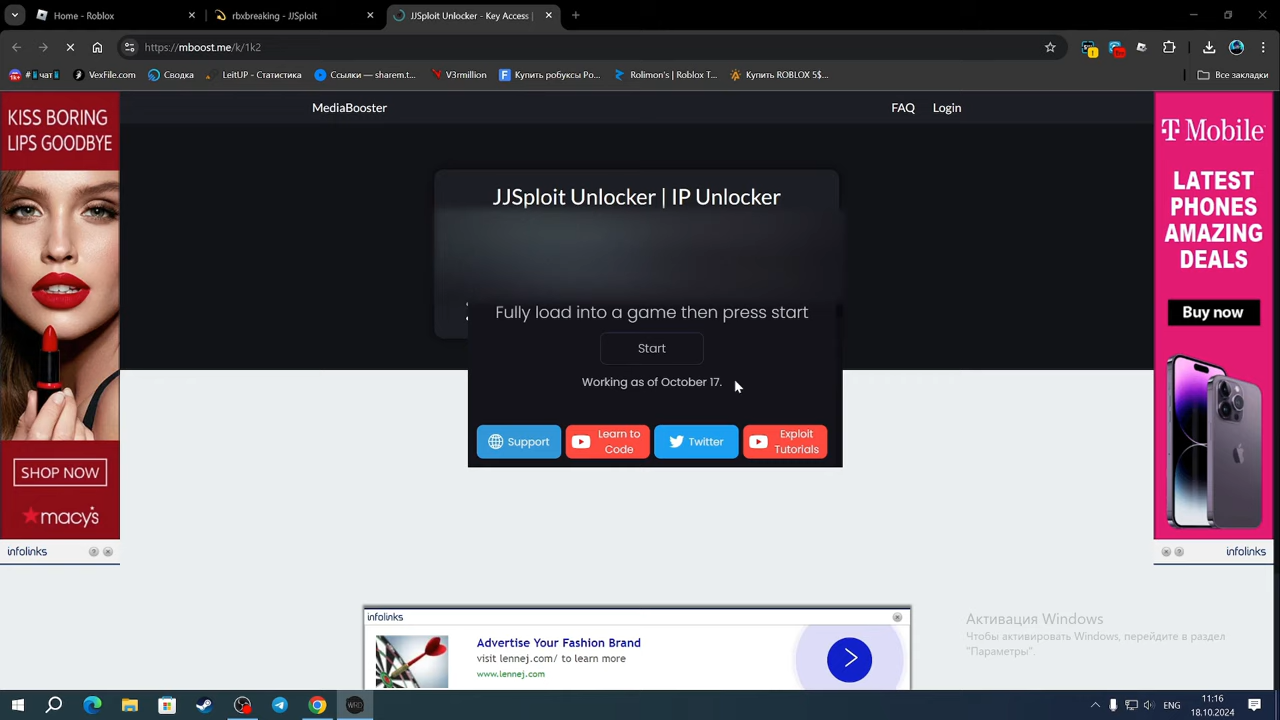 Home - Roblox
rbxbreaking - JJSploit
JJSploit Unlocker - Key Access |
https://mboost.me/k/1k2
VexFile.com
Сводка
LeitUP - Статистика
Ссылки — sharem.t...
V3rmillion
Купить робуксы Ро...
Rolimon's | Roblox T...
Купить ROBLOX 5$...
Все закладки
MediaBooster
FAQ
Login
KISS BORING
LIPS GOODBYE
SHOP NOW
macy's
infolinks
JJSploit Unlocker | IP Unlocker
Fully load into a game then press start
Start
Working as of October 17.
Support
Learn to
Code
Twitter
Exploit
Tutorials
T Mobile
LATEST
PHONES
AMAZING
DEALS
Buy now
infolinks
infolinks
Advertise Your Fashion Brand
visit lennej.com/ to learn more
www.lennej.com
Активация Windows
Чтобы активировать Windows, перейдите в раздел
"Параметры".
WRD
ENG
11:16
18.10.2024